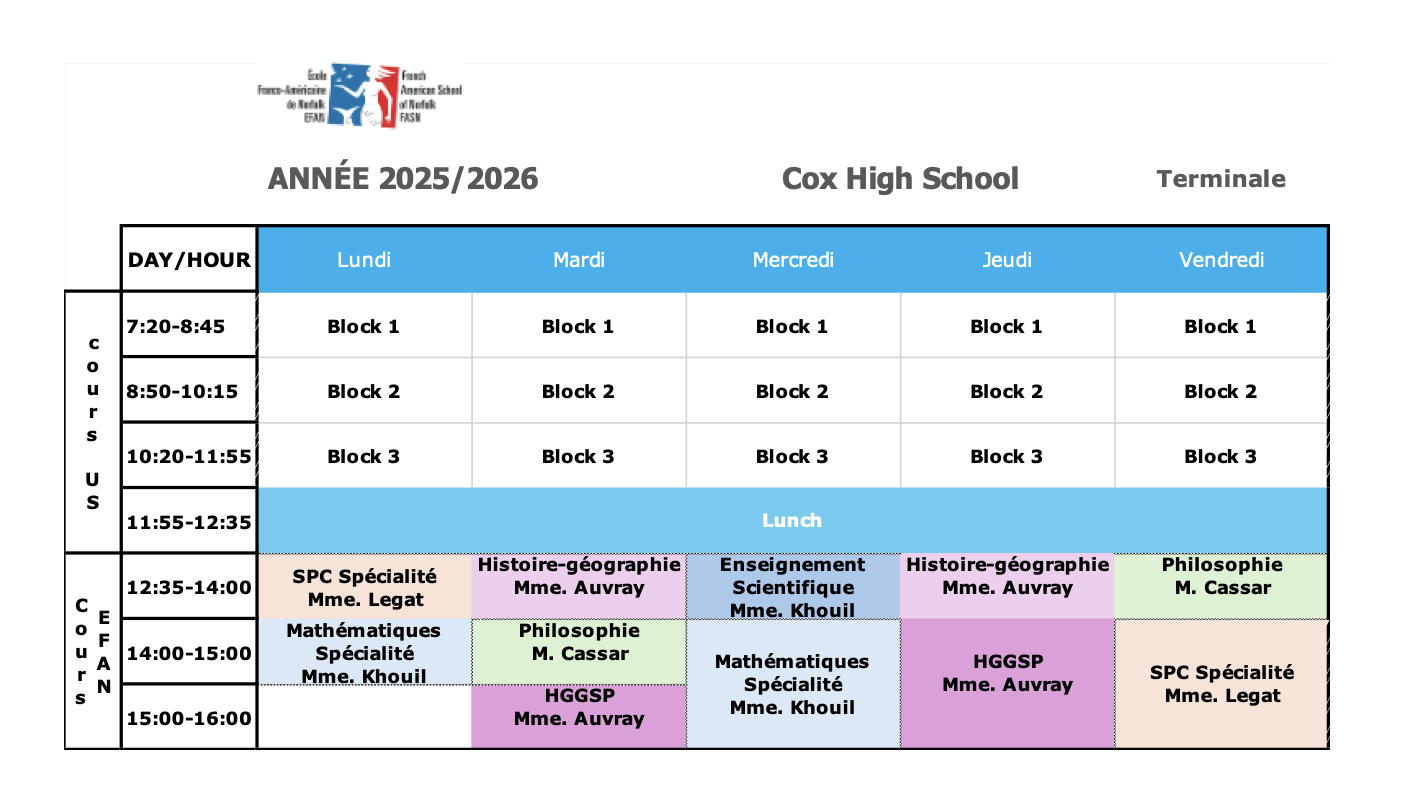 École
Franco-Américaine
de Norfolk
EFAN
French
American School
of Norfolk
FASN
ANNÉE 2025/2026
Cox High School
Terminale
DAY/HOUR
Lundi
Mardi
Mercredi
Jeudi
Vendredi
cours US
7:20-8:45
Block 1
Block 1
Block 1
Block 1
Block 1
8:50-10:15
Block 2
Block 2
Block 2
Block 2
Block 2
10:20-11:55
Block 3
Block 3
Block 3
Block 3
Block 3
11:55-12:35
Lunch
Cours
EFAN
12:35-14:00
SPC Spécialité
Mme. Legat
Histoire-géographie
Mme. Auvray
Enseignement
Scientifique
Mme. Khouil
Histoire-géographie
Mme. Auvray
Philosophie
M. Cassar
14:00-15:00
Mathématiques
Spécialité
Mme. Khouil
Philosophie
M. Cassar
Mathématiques
Spécialité
Mme. Khouil
HGGSP
Mme. Auvray
SPC Spécialité
Mme. Legat
15:00-16:00
HGGSP
Mme. Auvray